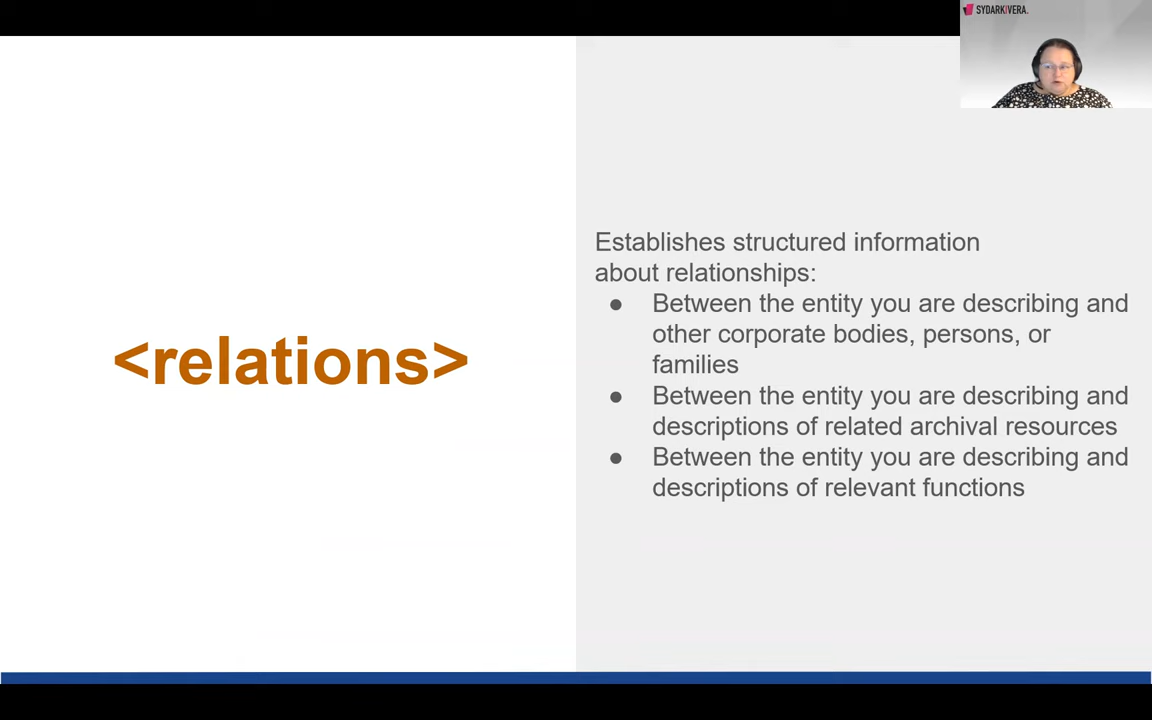 SYDARKIVERA.
<relations>
Establishes structured information
about relationships:
● Between the entity you are describing and
other corporate bodies, persons, or
families
● Between the entity you are describing and
descriptions of related archival resources
● Between the entity you are describing and
descriptions of relevant functions